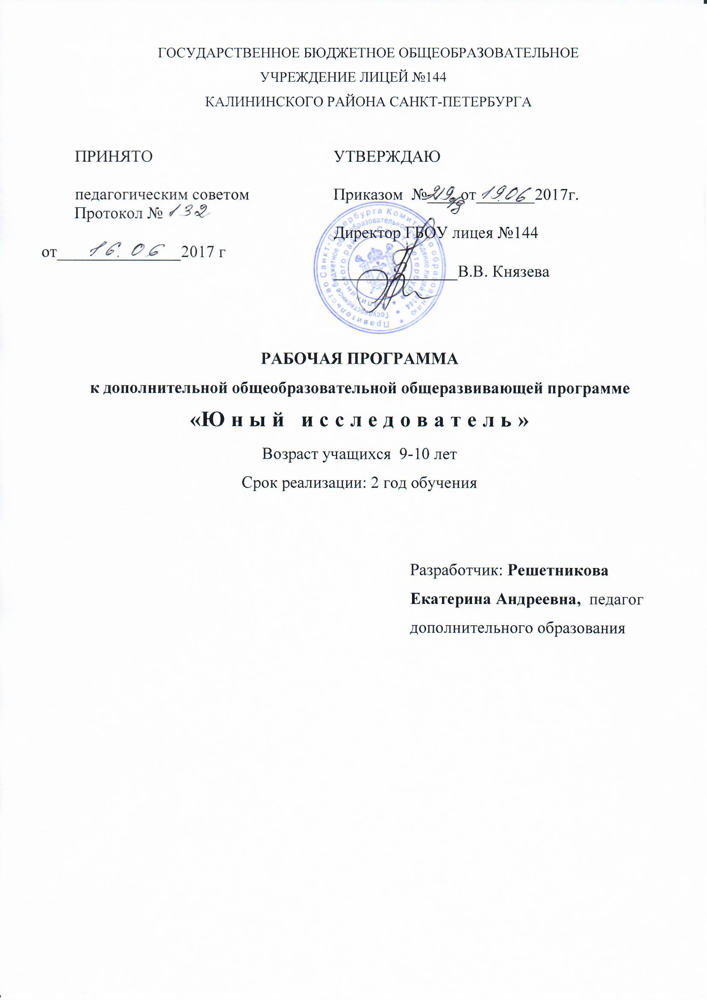 ГОСУДАРСТВЕННОЕ БЮДЖЕТНОЕ ОБЩЕОБРАЗОВАТЕЛЬНОЕ
УЧРЕЖДЕНИЕ ЛИЦЕЙ №144
КАЛИНИНСКОГО РАЙОНА САНКТ-ПЕТЕРБУРГА
ПРИНЯТО
педагогическим советом
Протокол № 132
от 16.06 2017 г
УТВЕРЖДАЮ
Приказом № 219 от 19.06 2017г.
Директор ГБОУ лицея №144
В.В. Князева
Правительство Санкт-Петербурга Комитет по образованию *
Государственное бюджетное общеобразовательное учреждение лицей №144 *
Калининского района Санкт-Петербурга *
РАБОЧАЯ ПРОГРАММА
к дополнительной общеобразовательной общеразвивающей программе
«Ю н ы й и с с л е д о в а т е л ь »
Возраст учащихся 9-10 лет
Срок реализации: 2 год обучения
Разработчик: Решетникова
Екатерина Андреевна, педагог
дополнительного образования